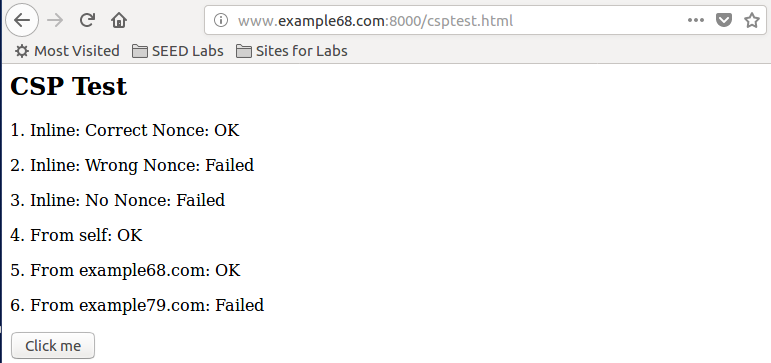 www.example68.com:8000/csptest.html
Most Visited SEED Labs Sites for Labs
CSP Test
1. Inline: Correct Nonce: OK
2. Inline: Wrong Nonce: Failed
3. Inline: No Nonce: Failed
4. From self: OK
5. From example68.com: OK
6. From example79.com: Failed
Click me